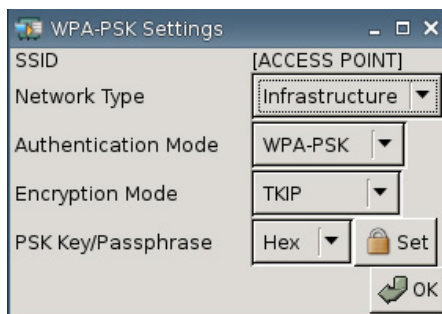 WPA-PSK Settings
SSID [ACCESS POINT]
Network Type Infrastructure
Authentication Mode WPA-PSK
Encryption Mode TKIP
PSK Key/Passphrase Hex Set
OK